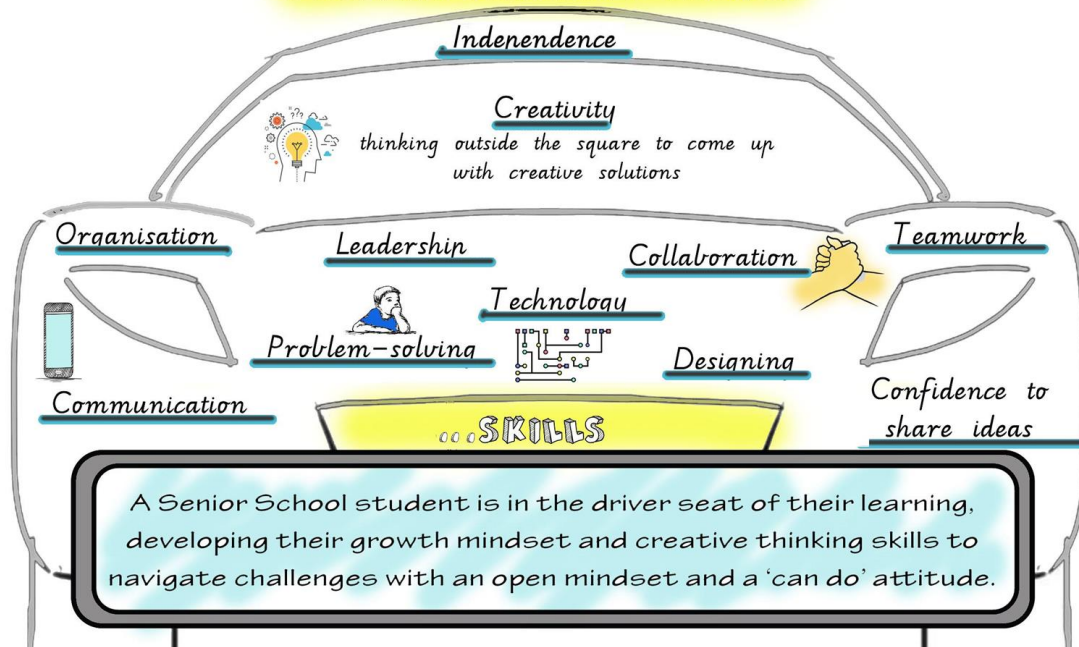 Independence
Creativity
thinking outside the square to come up
with creative solutions
???
Organisation
Leadership
Collaboration
Teamwork
Technology
Problem-solving
Designing
Communication
Confidence to
share ideas
...SKILLS
A Senior School student is in the driver seat of their learning,
developing their growth mindset and creative thinking skills to
navigate challenges with an open mindset and a ‘can do’ attitude.